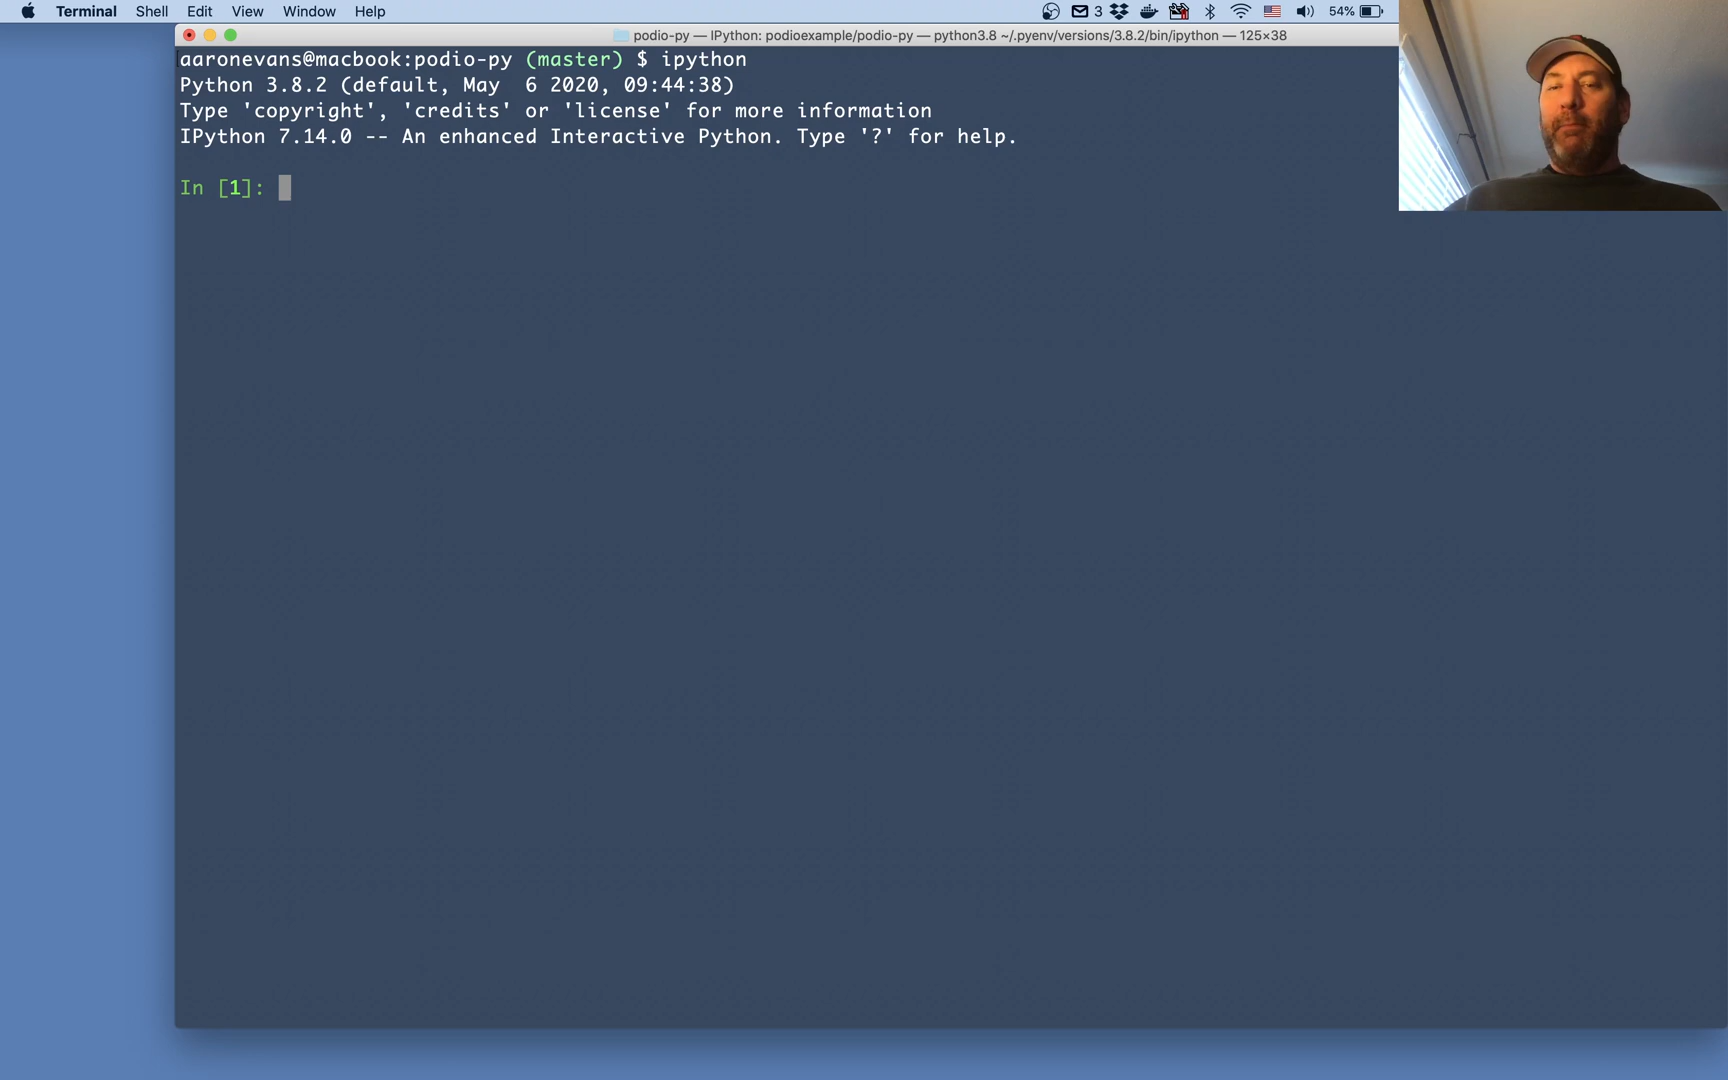 Terminal Shell Edit View Window Help 3 54%
podio-py — IPython: podioexample/podio-py — python3.8 ~/.pyenv/versions/3.8.2/bin/ipython — 125×38
aaronevans@macbook:podio-py (master) $ ipython
Python 3.8.2 (default, May  6 2020, 09:44:38)
Type 'copyright', 'credits' or 'license' for more information
IPython 7.14.0 -- An enhanced Interactive Python. Type '?' for help.
In [1]: